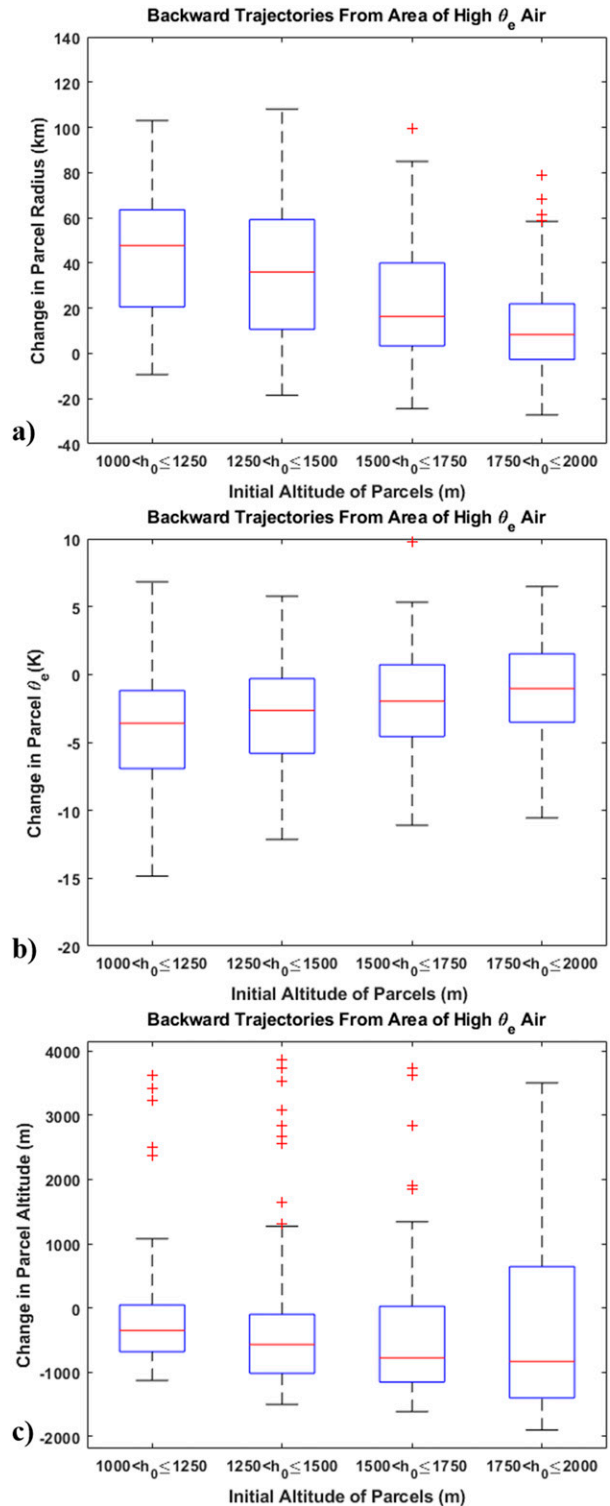 Backward Trajectories From Area of High θe Air
140
120
100
80
60
40
20
0
-20
-40
Change in Parcel Radius (km)
a)
1000<h0≤1250 1250<h0≤1500 1500<h0≤1750 1750<h0≤2000
Initial Altitude of Parcels (m)
Backward Trajectories From Area of High θe Air
10
5
0
-5
-10
-15
-20
Change in Parcel θe(K)
b)
1000<h0≤1250 1250<h0≤1500 1500<h0≤1750 1750<h0≤2000
Initial Altitude of Parcels (m)
Backward Trajectories From Area of High θe Air
4000
3000
2000
1000
0
-1000
-2000
Change in Parcel Altitude (m)
c)
1000<h0≤1250 1250<h0≤1500 1500<h0≤1750 1750<h0≤2000
Initial Altitude of Parcels (m)